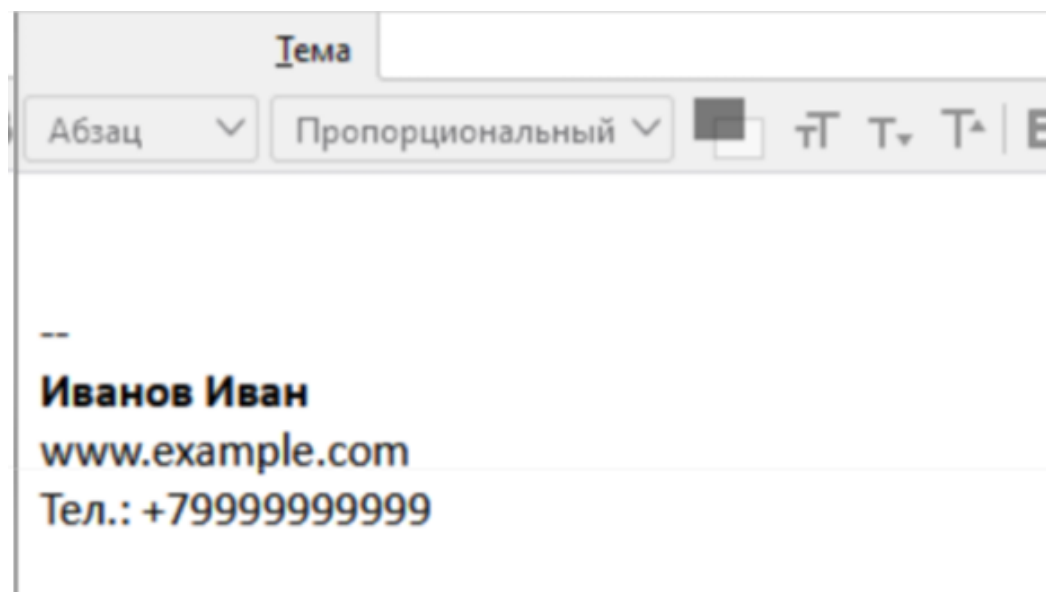 Тема
Абзац Пропорциональный
--
Иванов Иван
www.example.com
Тел.: +79999999999